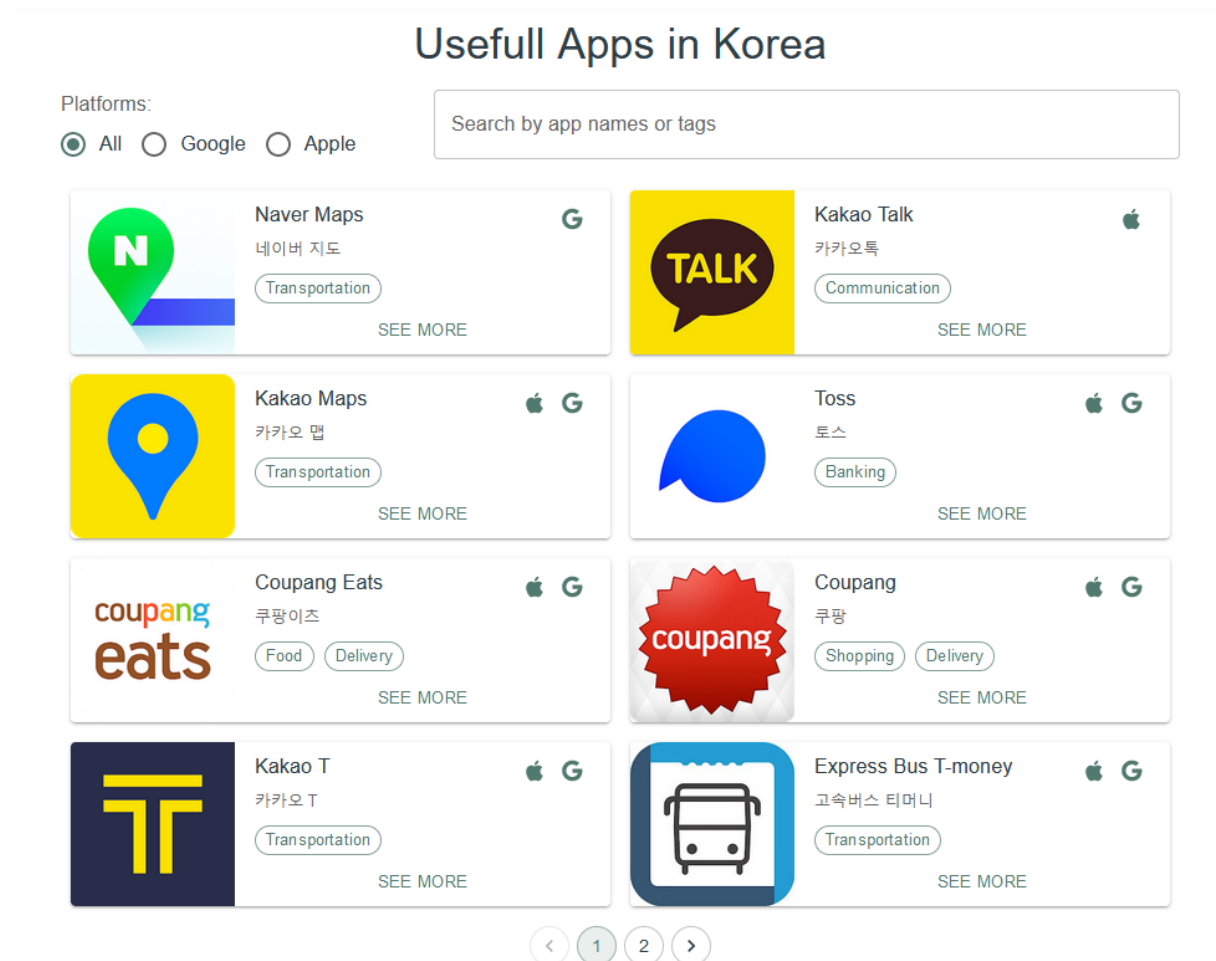 Usefull Apps in Korea
Platforms:
All Google Apple
Search by app names or tags
N
Naver Maps
네이버 지도
Transportation
SEE MORE
TALK
Kakao Talk
카카오톡
Communication
SEE MORE
Kakao Maps
카카오 맵
Transportation
SEE MORE
Toss
토스
Banking
SEE MORE
coupang
eats
Coupang Eats
쿠팡이츠
Food Delivery
SEE MORE
coupang
Coupang
쿠팡
Shopping Delivery
SEE MORE
Kakao T
카카오 T
Transportation
SEE MORE
Express Bus T-money
고속버스 티머니
Transportation
SEE MORE
1 2